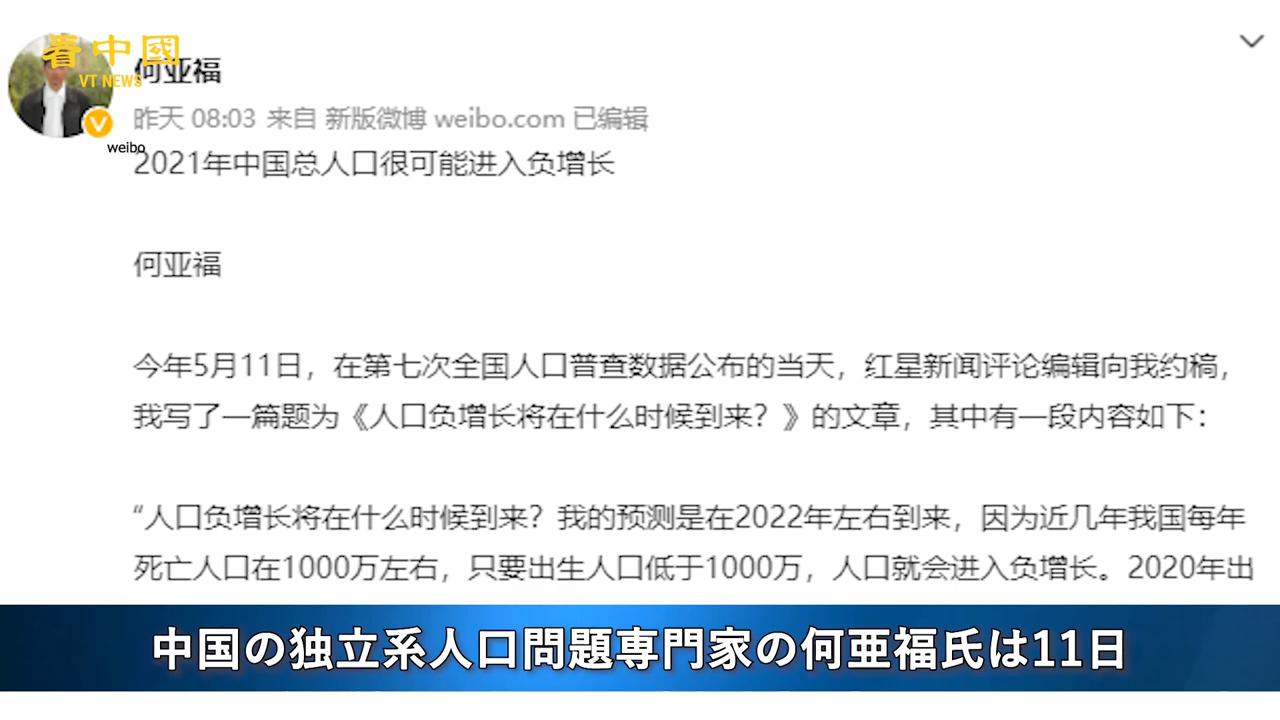 看中國
VT NEWS
何亚福
昨天 08:03 来自 新版微博 weibo.com 已编辑
weibo
2021年中国总人口很可能进入负增长
何亚福
今年5月11日，在第七次全国人口普查数据公布的当天，红星新闻评论编辑向我约稿，
我写了一篇题为《人口负增长将在什么时候到来？》的文章，其中有一段内容如下：
“人口负增长将在什么时候到来？我的预测是在2022年左右到来，因为近几年我国每年
死亡人口在1000万左右，只要出生人口低于1000万，人口就会进入负增长。2020年出
中国の独立系人口問題専門家の何亜福氏は11日